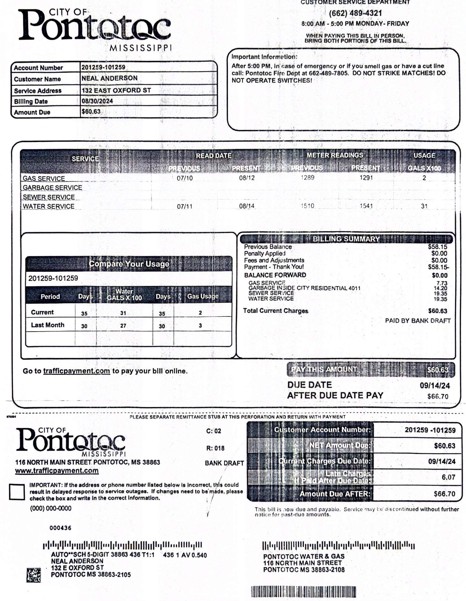 CITY OF
Pontotoc
MISSISSIPPI
CUSTOMER SERVICE DEPARTMENT
(662) 489-4321
8:00 AM - 5:00 PM MONDAY- FRIDAY
WHEN PAYING THIS BILL IN PERSON,
BRING BOTH PORTIONS OF THIS BILL.
Account Number 201259-101259
Customer Name NEAL ANDERSON
Service Address 132 EAST OXFORD ST
Billing Date 08/30/2024
Amount Due $60.63
Important Information:
After 5:00 PM, in case of emergency or if you smell gas or have a cut line
call: Pontotoc Fire Dept at 662-489-7805. DO NOT STRIKE MATCHES! DO
NOT OPERATE SWITCHES!
SERVICE READ DATE METER READINGS USAGE
PREVIOUS PRESENT PREVIOUS PRESENT GALS X100
GAS SERVICE 07/10 08/12 1289 1291 2
GARBAGE SERVICE
SEWER SERVICE
WATER SERVICE 07/11 08/14 1510 1541 31
Compare Your Usage
201259-101259
Period Days Water GALS X 100 Days Gas Usage
Current 35 31 35 2
Last Month 30 27 30 3
BILLING SUMMARY
Previous Balance $58.15
Penalty Applied $0.00
Fees and Adjustments $0.00
Payment - Thank You! $58.15-
BALANCE FORWARD $0.00
GAS SERVICE 7.73
GARBAGE INSIDE CITY RESIDENTIAL 4011 14.20
SEWER SERVICE 19.35
WATER SERVICE 19.35
Total Current Charges $60.63
PAID BY BANK DRAFT
Go to trafficpayment.com to pay your bill online.
PAY THIS AMOUNT $60.63
DUE DATE 09/14/24
AFTER DUE DATE PAY $66.70
PLEASE SEPARATE REMITTANCE STUB AT THIS PERFORATION AND RETURN WITH PAYMENT
CITY OF
Pontotoc
116 NORTH MAIN STREET PONTOTOC, MS 38863
www.trafficpayment.com
C: 02
R: 018
BANK DRAFT
Customer Account Number: 201259 -101259
NET Amount Due: $60.63
Current Charges Due Date: 09/14/24
Late Charges
If Paid After Due Date: 6.07
Amount Due AFTER: $66.70
IMPORTANT: If the address or phone number listed below is incorrect, this could
result in delayed response to service outages. If changes need to be made, please
check the box and write in the correct information.
(000) 000-0000
This bill is now due and payable. Service may be discontinued without further
notice for past-due amounts.
000436
AUTO**SCH 5-DIGIT 38863 436 T1:1 436 1 AV 0.540
NEAL ANDERSON
132 E OXFORD ST
PONTOTOC MS 38863-2105
PONTOTOC WATER & GAS
116 NORTH MAIN STREET
PONTOTOC MS 38863-2108